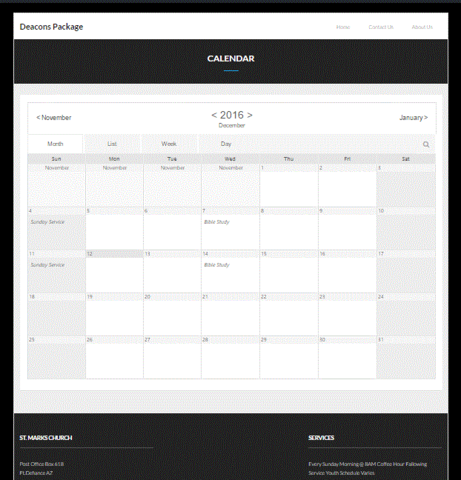 Deacons Package
Home Contact Us About Us
CALENDAR
< November < 2016 > January >
December
Month List Week Day
Sun Mon Tue Wed Thu Fri Sat
November November November November 1 2 3
4 5 6 7 8 9 10
Sunday Service Bible Study
11 12 13 14 15 16 17
Sunday Service Bible Study
18 19 20 21 22 23 24
25 26 27 28 29 30 31
ST. MARKS CHURCH SERVICES
Post Office Box 618 Every Sunday Morning @ 8AM Coffee Hour Following
Ft.Defiance AZ Service Youth Schedule Varies